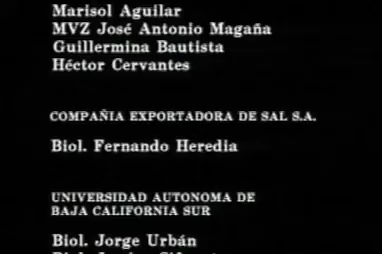 Marisol Aguilar
MVZ José Antonio Magaña
Guillermina Bautista
Héctor Cervantes
COMPAÑIA EXPORTADORA DE SAL S.A.
Biol. Fernando Heredia
UNIVERSIDAD AUTONOMA DE
BAJA CALIFORNIA SUR
Biol. Jorge Urbán